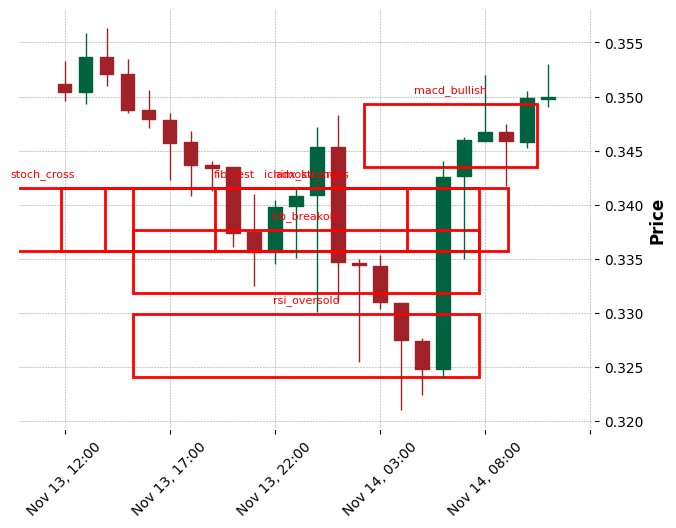 0.355
macd_bullish
0.350
0.345
stoch_cross
fib_test
0.340
bb_breakout
Price
0.335
rsi_oversold
0.330
0.325
0.320
Nov 13, 12:00
Nov 13, 17:00
Nov 13, 22:00
Nov 14, 03:00
Nov 14, 08:00